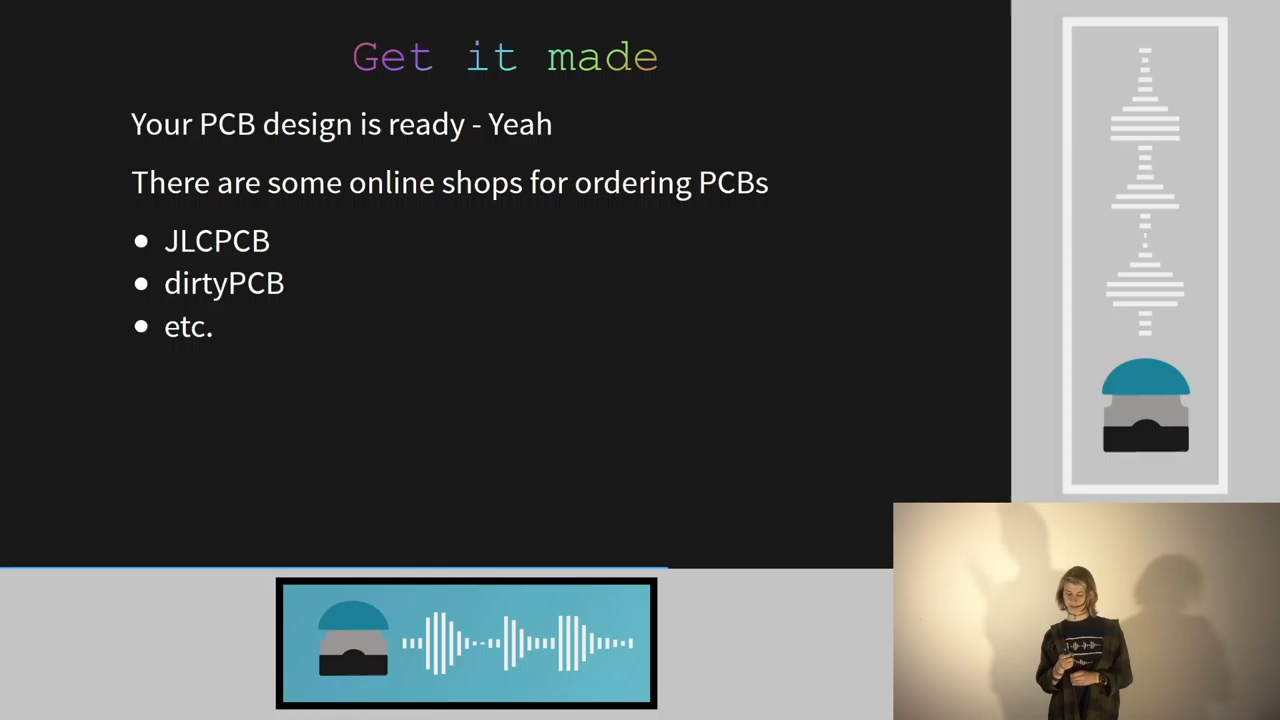 Get it made
Your PCB design is ready - Yeah
There are some online shops for ordering PCBs
● JLCPCB
● dirtyPCB
● etc.